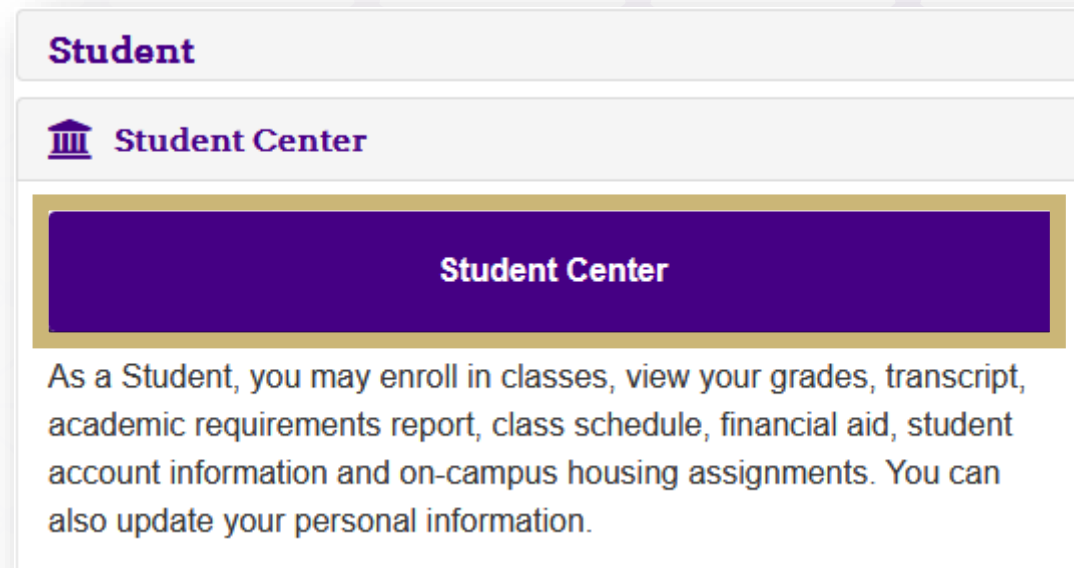 Student
Student Center
Student Center
As a Student, you may enroll in classes, view your grades, transcript,
academic requirements report, class schedule, financial aid, student
account information and on-campus housing assignments. You can
also update your personal information.